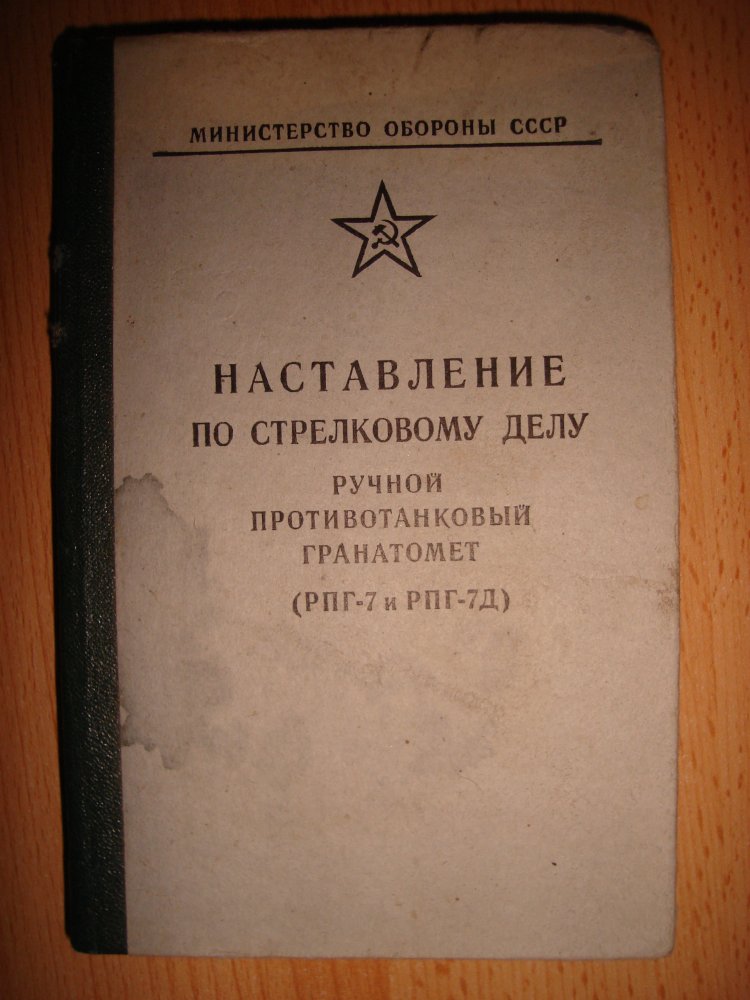 МИНИСТЕРСТВО ОБОРОНЫ СССР
НАСТАВЛЕНИЕ
ПО СТРЕЛКОВОМУ ДЕЛУ
РУЧНОЙ
ПРОТИВОТАНКОВЫЙ
ГРАНАТОМЕТ
(РПГ-7 и РПГ-7Д)